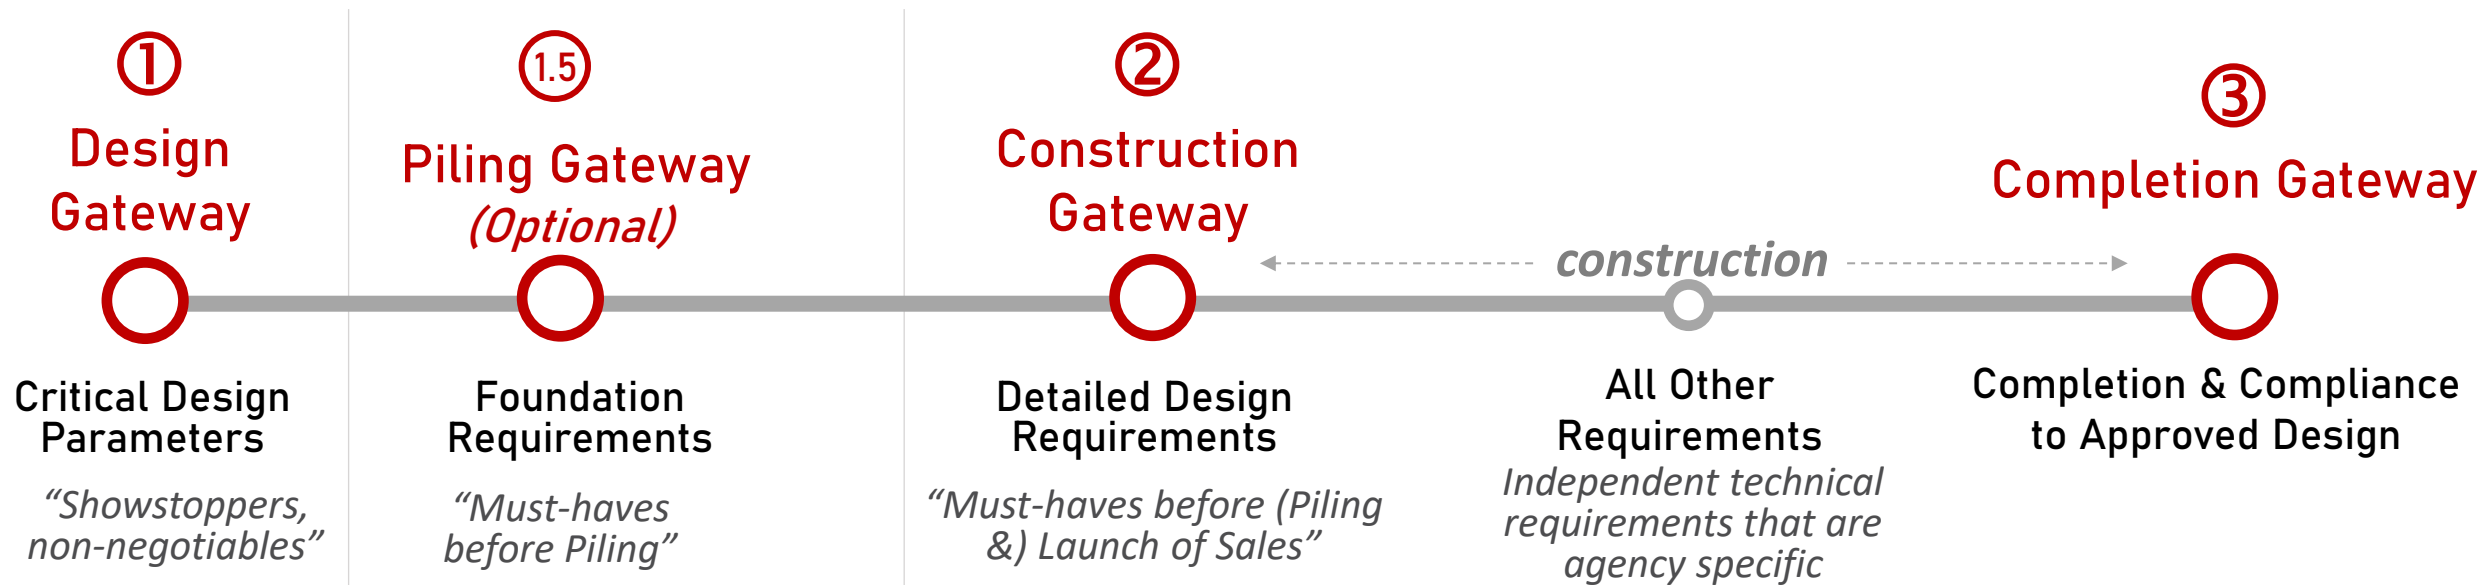 ①
Design
Gateway
Critical Design
Parameters
“Showstoppers,
non-negotiables”
1.5
Piling Gateway
(Optional)
Foundation
Requirements
“Must-haves
before Piling”
②
Construction
Gateway
Detailed Design
Requirements
“Must-haves before (Piling
&) Launch of Sales”
construction
All Other
Requirements
Independent technical
requirements that are
agency specific
③
Completion Gateway
Completion & Compliance
to Approved Design